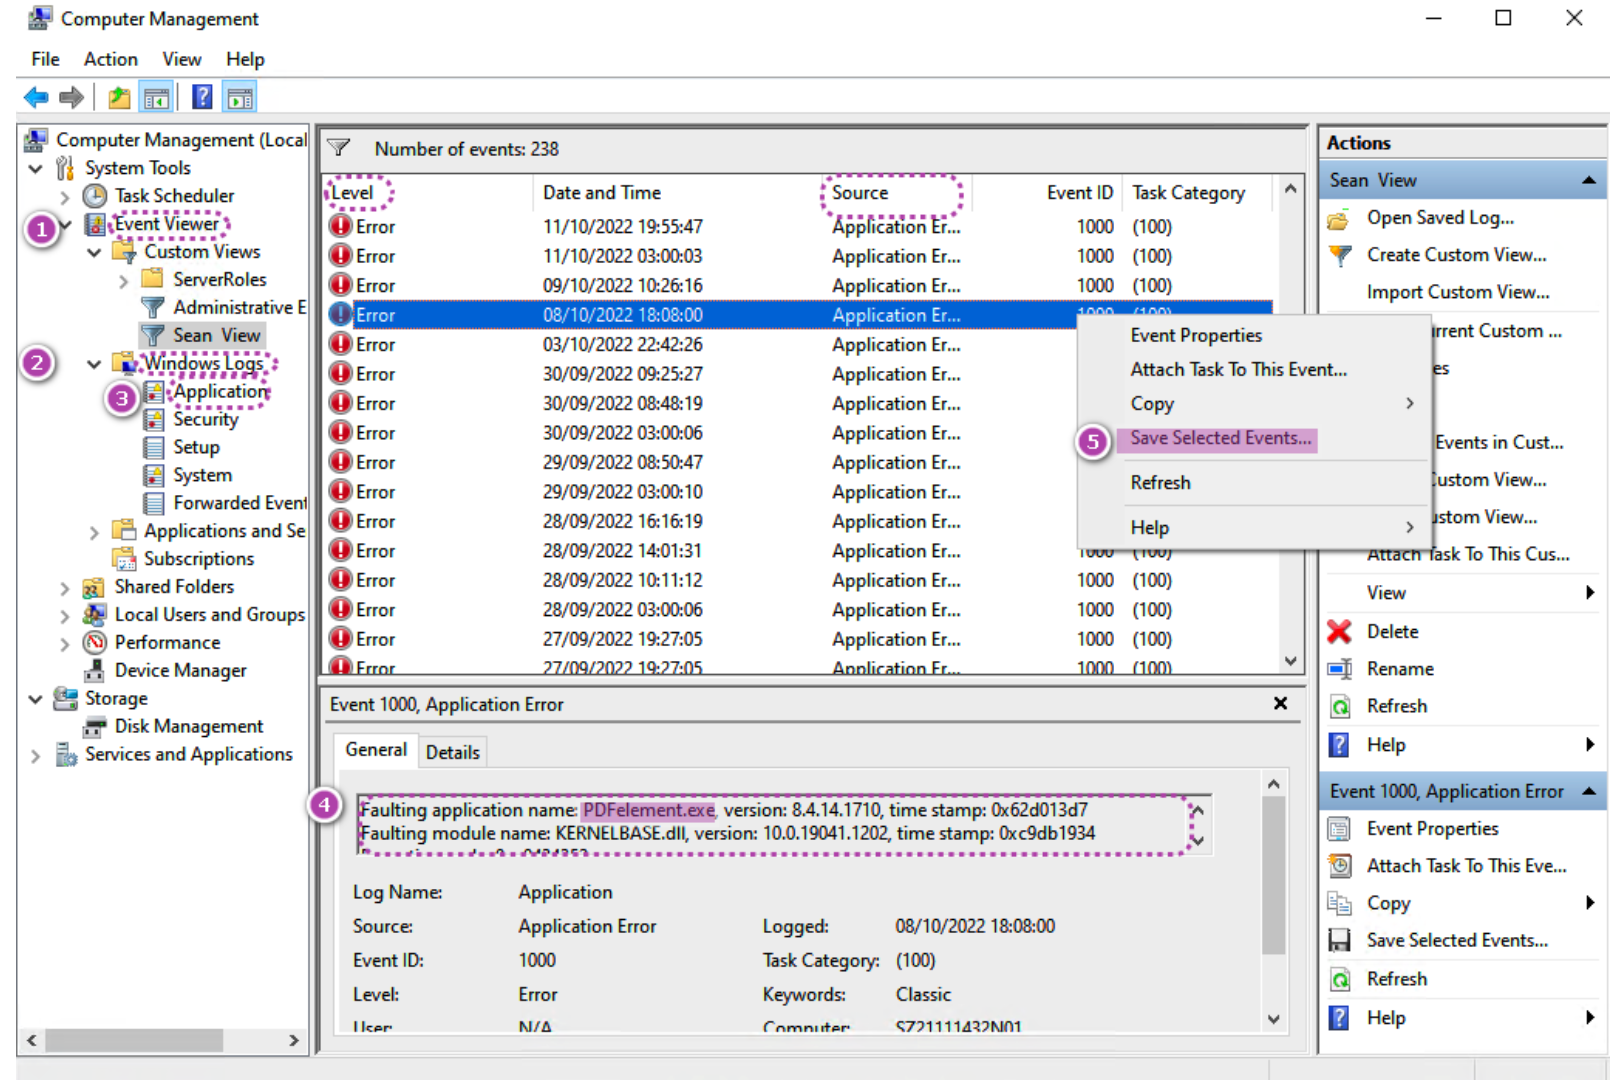 Computer Management
File Action View Help
Computer Management (Local
System Tools
Task Scheduler
1 Event Viewer
Custom Views
ServerRoles
Administrative E
Sean View
2 Windows Logs
3 Application
Security
Setup
System
Forwarded Event
Applications and Se
Subscriptions
Shared Folders
Local Users and Groups
Performance
Device Manager
Storage
Disk Management
Services and Applications
Number of events: 238
Level Date and Time Source Event ID Task Category
Error 11/10/2022 19:55:47 Application Er... 1000 (100)
Error 11/10/2022 03:00:03 Application Er... 1000 (100)
Error 09/10/2022 10:26:16 Application Er... 1000 (100)
Error 08/10/2022 18:08:00 Application Er... 1000 (100)
Error 03/10/2022 22:42:26 Application Er...
Error 30/09/2022 09:25:27 Application Er...
Error 30/09/2022 08:48:19 Application Er...
Error 30/09/2022 03:00:06 Application Er...
Error 29/09/2022 08:50:47 Application Er...
Error 29/09/2022 03:00:10 Application Er...
Error 28/09/2022 16:16:19 Application Er...
Error 28/09/2022 14:01:31 Application Er... 1000 (100)
Error 28/09/2022 10:11:12 Application Er... 1000 (100)
Error 28/09/2022 03:00:06 Application Er... 1000 (100)
Error 27/09/2022 19:27:05 Application Er... 1000 (100)
Error 27/09/2022 19:27:05 Application Er... 1000 (100)
Event Properties
Attach Task To This Event...
Copy
5 Save Selected Events...
Refresh
Help
Event 1000, Application Error
General Details
4
Faulting application name: PDFelement.exe, version: 8.4.14.1710, time stamp: 0x62d013d7
Faulting module name: KERNELBASE.dll, version: 10.0.19041.1202, time stamp: 0xc9db1934
Log Name: Application
Source: Application Error Logged: 08/10/2022 18:08:00
Event ID: 1000 Task Category: (100)
Level: Error Keywords: Classic
User: N/A Computer: SZ21111432N01
Actions
Sean View
Open Saved Log...
Create Custom View...
Import Custom View...
urrent Custom ...
es
Events in Cust...
ustom View...
ustom View...
Attach Task To This Cus...
View
Delete
Rename
Refresh
Help
Event 1000, Application Error
Event Properties
Attach Task To This Eve...
Copy
Save Selected Events...
Refresh
Help